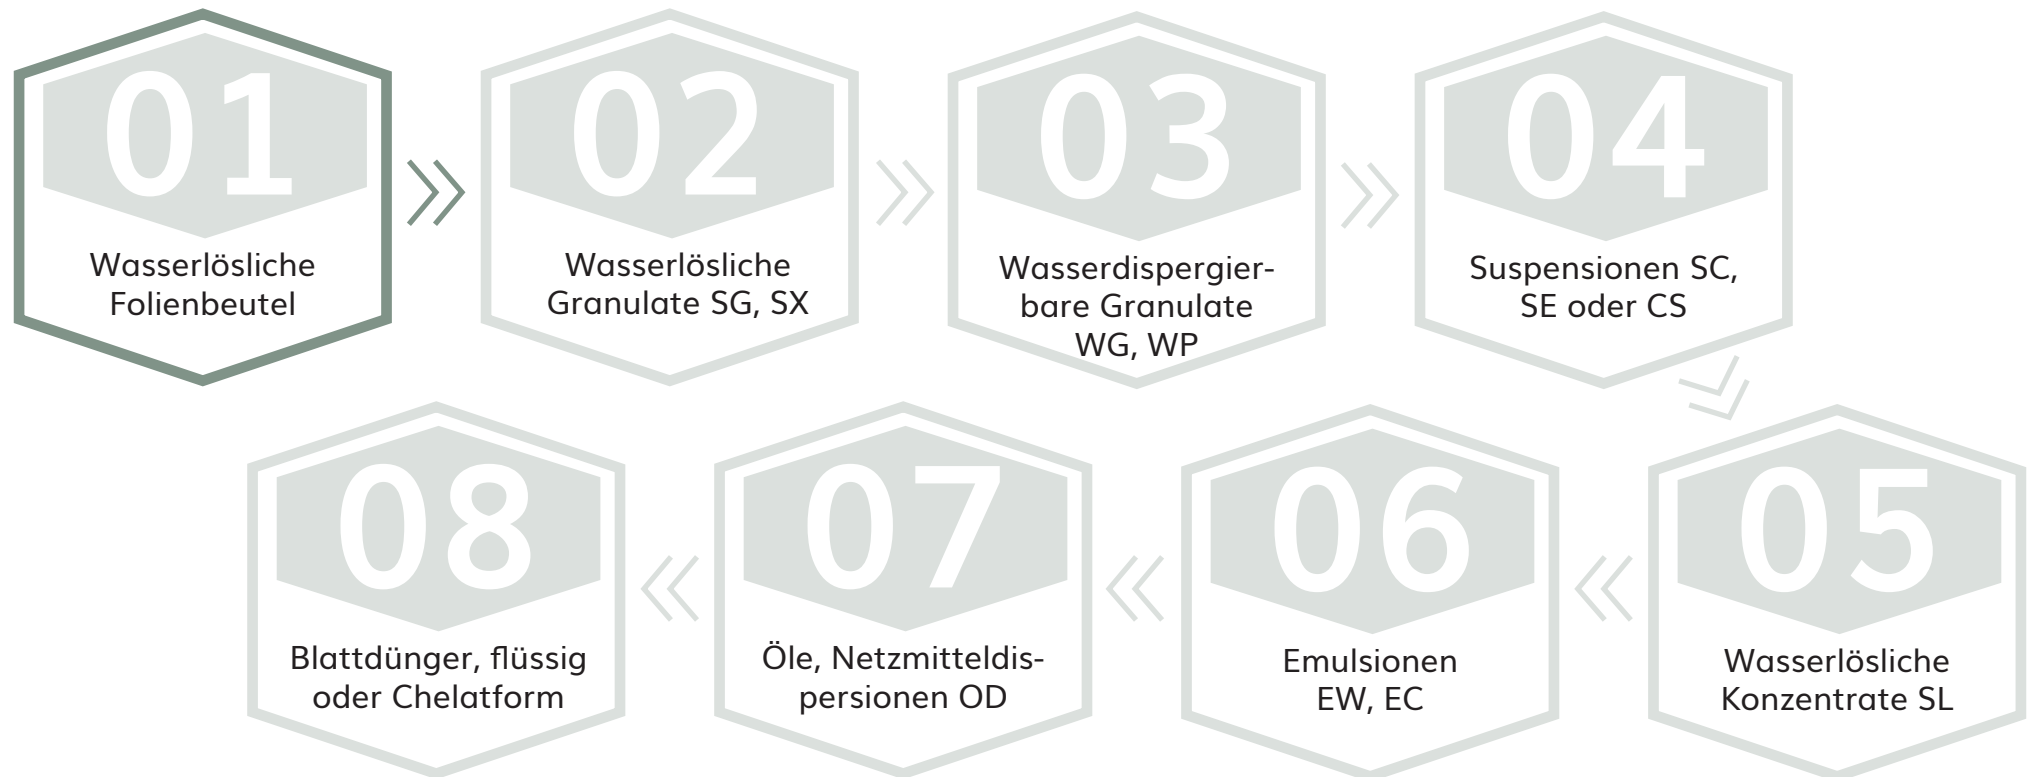 01
Wasserlösliche
Folienbeutel
02
Wasserlösliche
Granulate SG, SX
03
Wasserdispergier-
bare Granulate
WG, WP
04
Suspensionen SC,
SE oder CS
05
Wasserlösliche
Konzentrate SL
06
Emulsionen
EW, EC
07
Öle, Netzmitteldis-
persionen OD
08
Blattdünger, flüssig
oder Chelatform